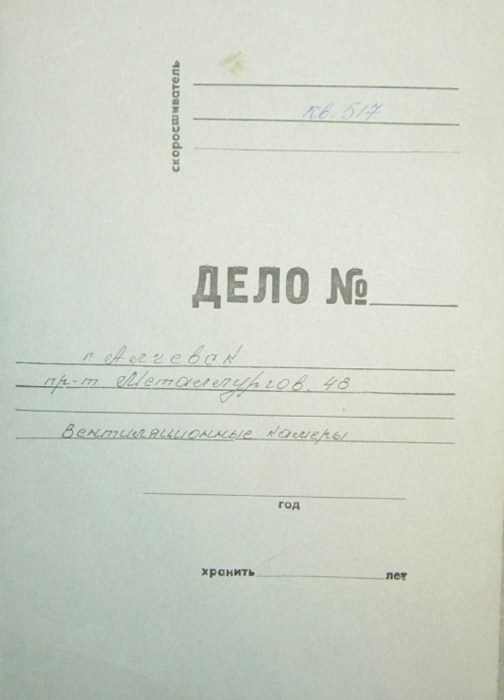 скоросшиватель
кв. 517
ДЕЛО №
г. Алчевск
пр-т Металлургов, 48
Вентиляционные камеры
год
хранить лет